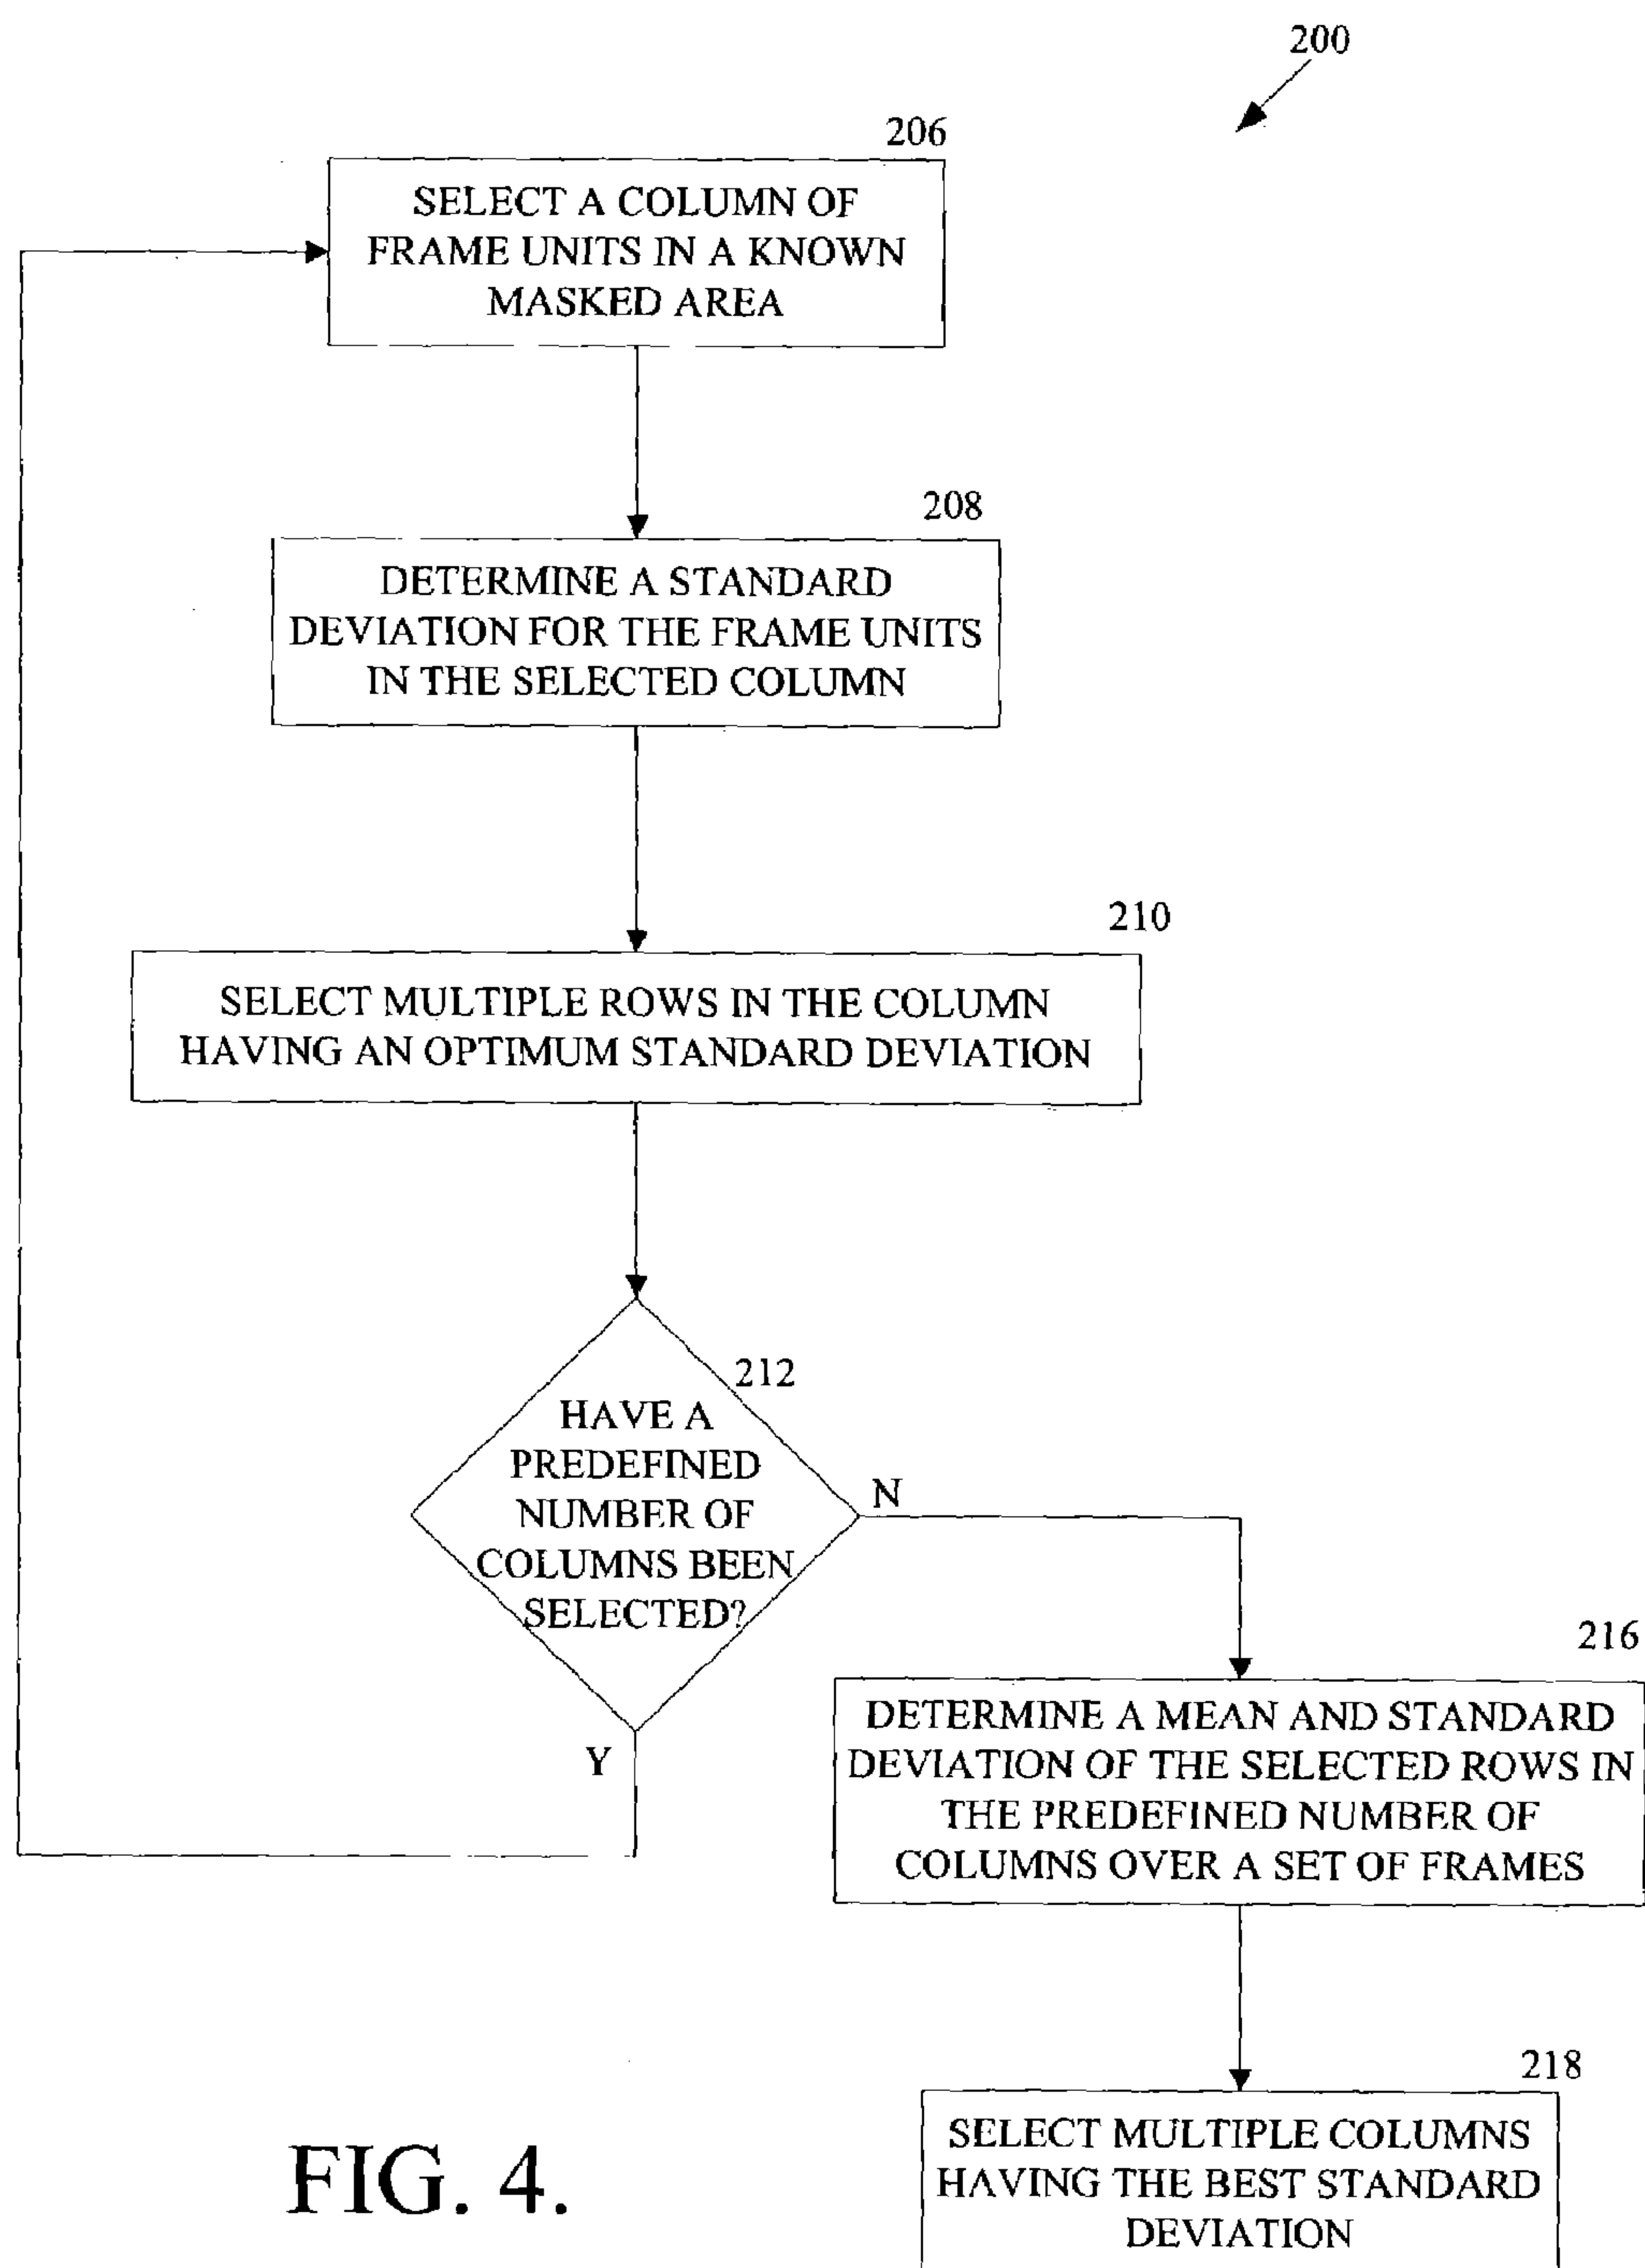 200
206
SELECT A COLUMN OF
FRAME UNITS IN A KNOWN
MASKED AREA
208
DETERMINE A STANDARD
DEVIATION FOR THE FRAME UNITS
IN THE SELECTED COLUMN
210
SELECT MULTIPLE ROWS IN THE COLUMN
HAVING AN OPTIMUM STANDARD DEVIATION
212
HAVE A
PREDEFINED
NUMBER OF
COLUMNS BEEN
SELECTED?
N
Y
216
DETERMINE A MEAN AND STANDARD
DEVIATION OF THE SELECTED ROWS IN
THE PREDEFINED NUMBER OF
COLUMNS OVER A SET OF FRAMES
218
SELECT MULTIPLE COLUMNS
HAVING THE BEST STANDARD
DEVIATION
FIG. 4.